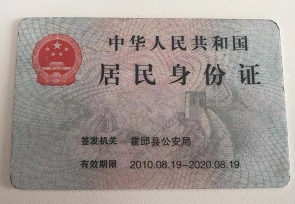 中华人民共和国
居民身份证
签发机关 霍邱县公安局
有效期限 2010.08.19-2020.08.19